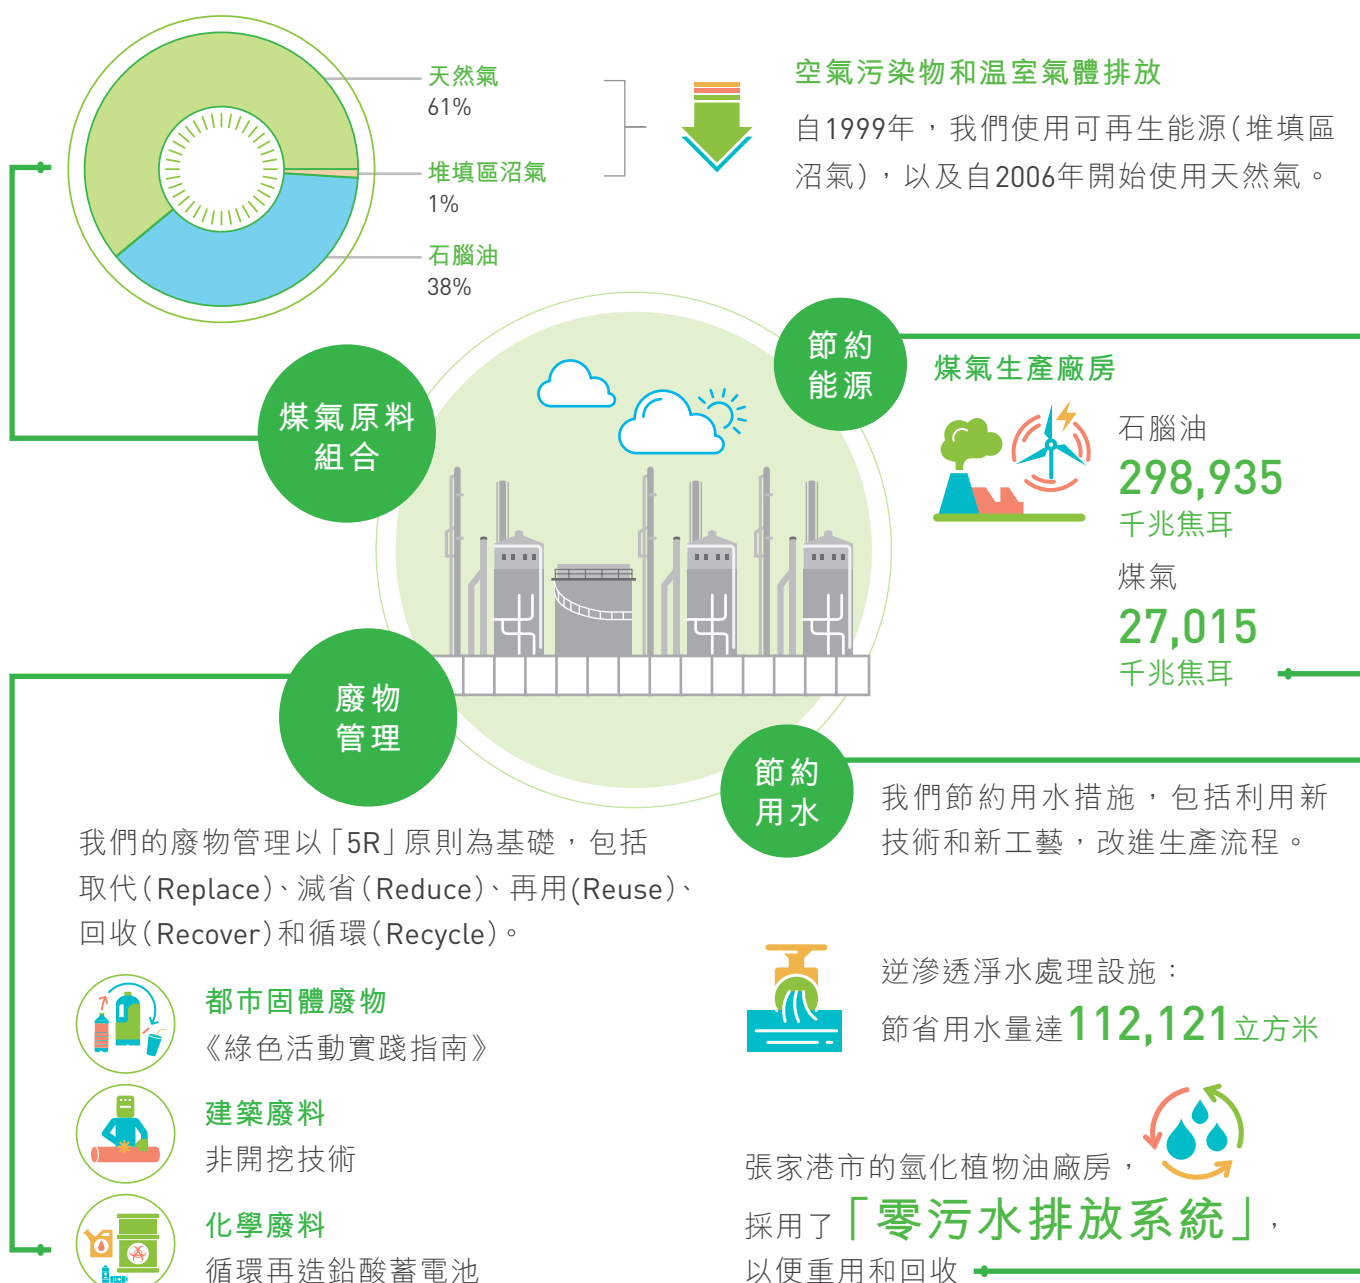 天然氣
61%
堆填區沼氣
1%
石腦油
38%
空氣污染物和温室氣體排放
自1999年，我們使用可再生能源（堆填區
沼氣），以及自2006年開始使用天然氣。
煤氣原料
組合
節約
能源
煤氣生產廠房
石腦油
298,935
千兆焦耳
煤氣
27,015
千兆焦耳
廢物
管理
我們的廢物管理以「5R」原則為基礎，包括
取代（Replace）、減省（Reduce）、再用(Reuse)、
回收（Recover）和循環（Recycle）。
都市固體廢物
《綠色活動實踐指南》
建築廢料
非開挖技術
化學廢料
循環再造鉛酸蓄電池
節約
用水
我們節約用水措施，包括利用新
技術和新工藝，改進生產流程。
逆滲透淨水處理設施：
節省用水量達112,121立方米
張家港市的氫化植物油廠房，
採用了「零污水排放系統」，
以便重用和回收